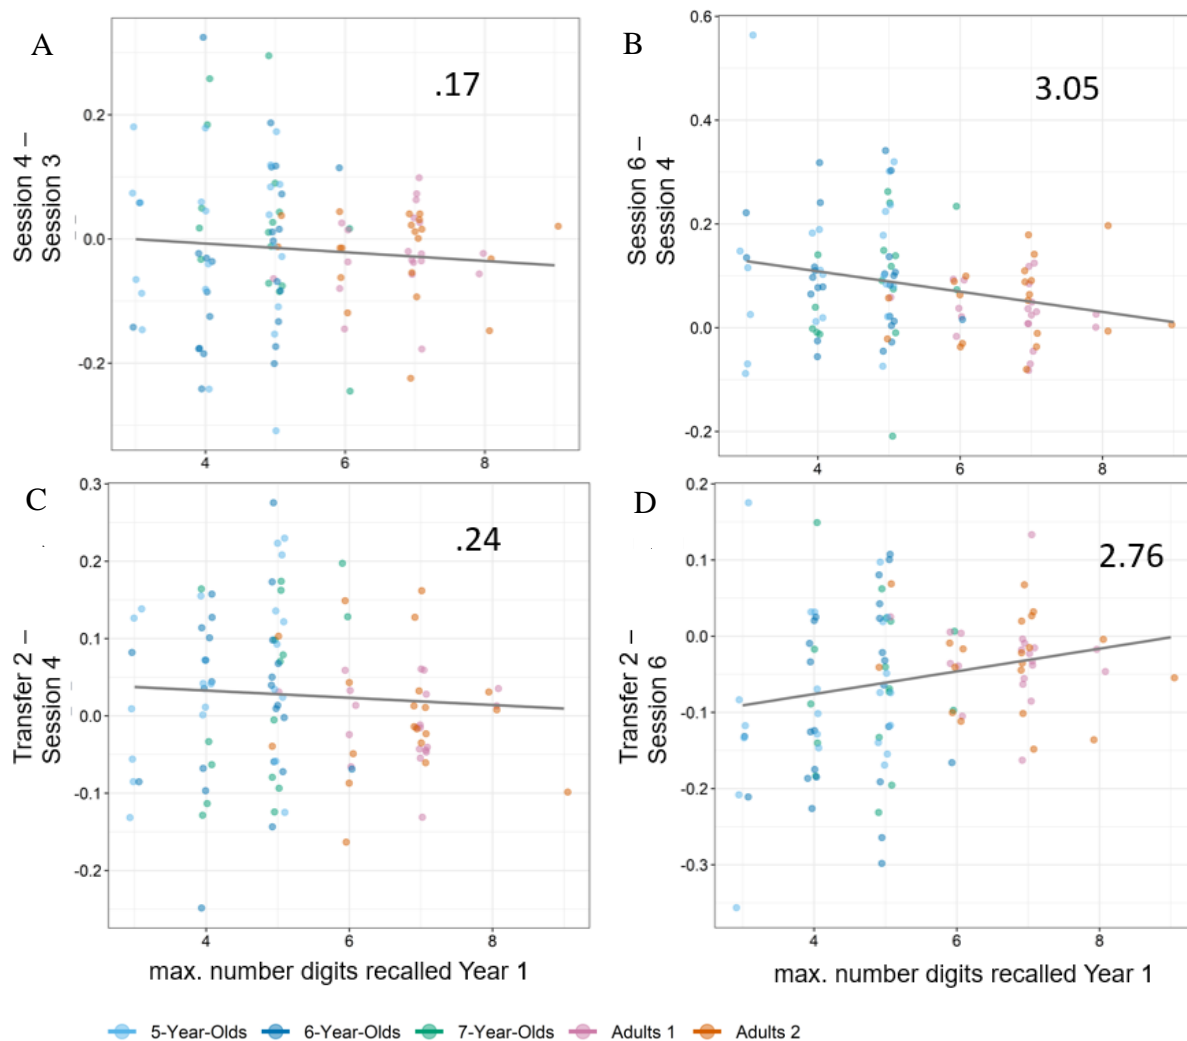 A
B
.17
3.05
Session 4 –
Session 3
Session 6 –
Session 4
0.2
0.0
-0.2
4
6
8
0.6
0.4
0.2
0.0
-0.2
4
6
8
C
D
.24
2.76
Transfer 2 –
Session 4
Transfer 2 –
Session 6
0.3
0.2
0.1
0.0
-0.1
-0.2
4
6
8
0.2
0.1
0.0
-0.1
-0.2
-0.3
4
6
8
max. number digits recalled Year 1
max. number digits recalled Year 1
5-Year-Olds 6-Year-Olds 7-Year-Olds Adults 1 Adults 2